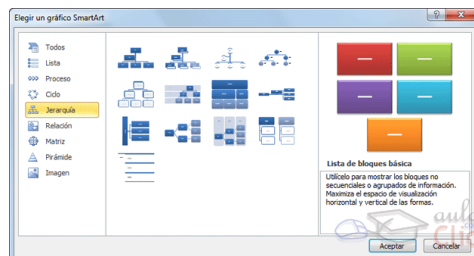 Elegir un gráfico SmartArt
Todos
Lista
Proceso
Ciclo
Jerarquía
Relación
Matriz
Pirámide
Imagen
Lista de bloques básica
Utilícelo para mostrar los bloques no
secuenciales o agrupados de información.
Maximiza el espacio de visualización
horizontal y vertical de las formas.
aula
Clic
Aceptar
Cancelar